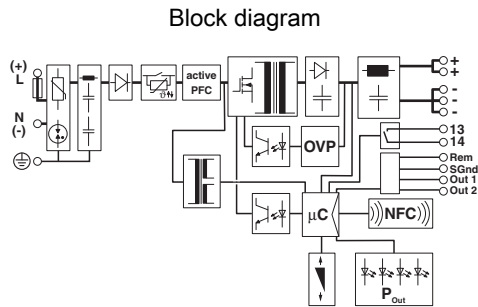 Block diagram
(+)
L
N
(-)
ϑ
active
PFC
OVP
+
+
-
-
-
13
14
Rem
SGnd
Out 1
Out 2
μC
NFC
P Out